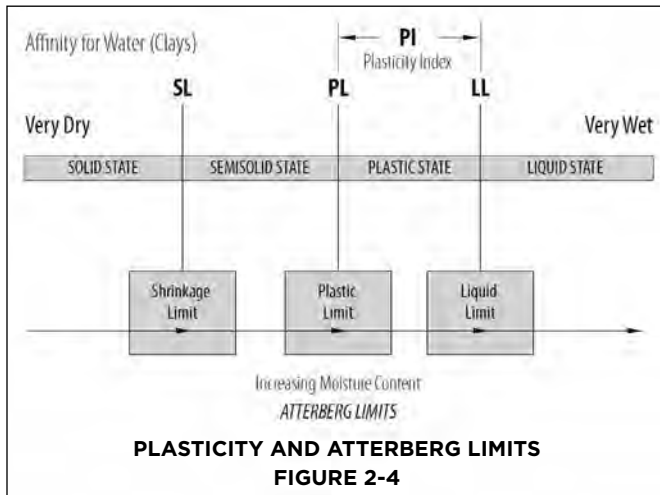 Affinity for Water (Clays)
PI
Plasticity Index
SL
PL
LL
Very Dry
Very Wet
SOLID STATE
SEMISOLID STATE
PLASTIC STATE
LIQUID STATE
Shrinkage
Limit
Plastic
Limit
Liquid
Limit
Increasing Moisture Content
ATTERBERG LIMITS
PLASTICITY AND ATTERBERG LIMITS
FIGURE 2-4